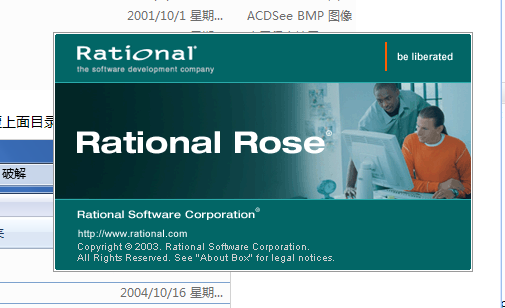 2001/10/1 星期... ACDSee BMP 图像
Rational®
the software development company
be liberated
上面目录
破解
Rational Rose®
Rational Software Corporation®
http://www.rational.com
Copyright © 2003. Rational Software Corporation.
All Rights Reserved. See "About Box" for legal notices.
2004/10/16 星期...